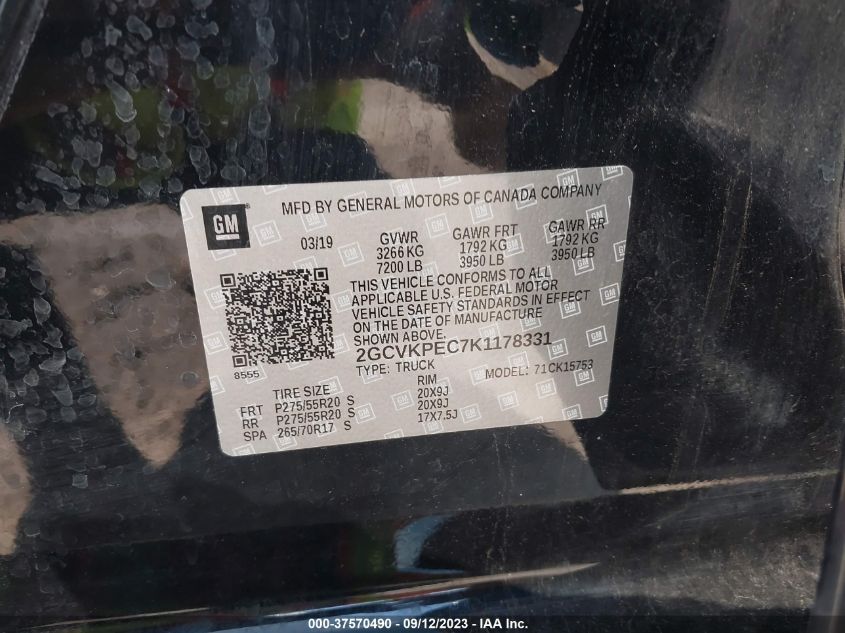 MFD BY GENERAL MOTORS OF CANADA COMPANY
GM ®
03/19
GVWR GAWR FRT GAWR RR
3266 KG 1792 KG 1792 KG
7200 LB 3950 LB 3950 LB
THIS VEHICLE CONFORMS TO ALL
APPLICABLE U.S. FEDERAL MOTOR
VEHICLE SAFETY STANDARDS IN EFFECT
ON THE DATE OF MANUFACTURE
SHOWN ABOVE.
2GCVKPEC7K1178331
8555
TYPE: TRUCK MODEL: 71CK15753
TIRE SIZE RIM
FRT P275/55R20 S 20X9J
RR P275/55R20 S 20X9J
SPA 265/70R17 S 17X7.5J
000-37570490 - 09/12/2023 - IAA Inc.